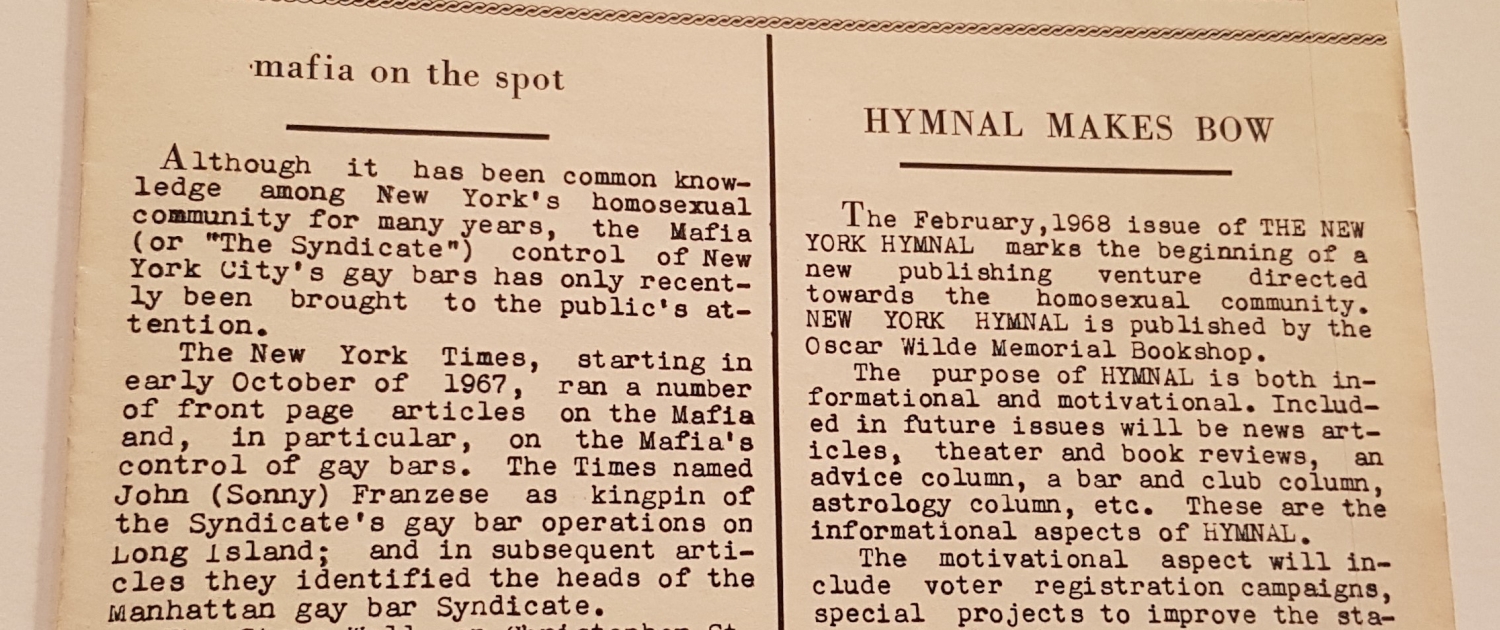 mafia on the spot
Although it has been common know-
ledge among New York's homosexual
community for many years, the Mafia
(or "The Syndicate") control of New
York City's gay bars has only recent-
ly been brought to the public's at-
tention.
The New York Times, starting in
early October of 1967, ran a number
of front page articles on the Mafia
and, in particular, on the Mafia's
control of gay bars. The Times named
John (Sonny) Franzese as kingpin of
the Syndicate's gay bar operations on
Long Island; and in subsequent arti-
cles they identified the heads of the
Manhattan gay bar Syndicate.
HYMNAL MAKES BOW
The February,1968 issue of THE NEW
YORK HYMNAL marks the beginning of a
new publishing venture directed
towards the homosexual community.
NEW YORK HYMNAL is published by the
Oscar Wilde Memorial Bookshop.
The purpose of HYMNAL is both in-
formational and motivational. Includ-
ed in future issues will be news art-
icles, theater and book reviews, an
advice column, a bar and club column,
astrology column, etc. These are the
informational aspects of HYMNAL.
The motivational aspect will in-
clude voter registration campaigns,
special projects to improve the sta-